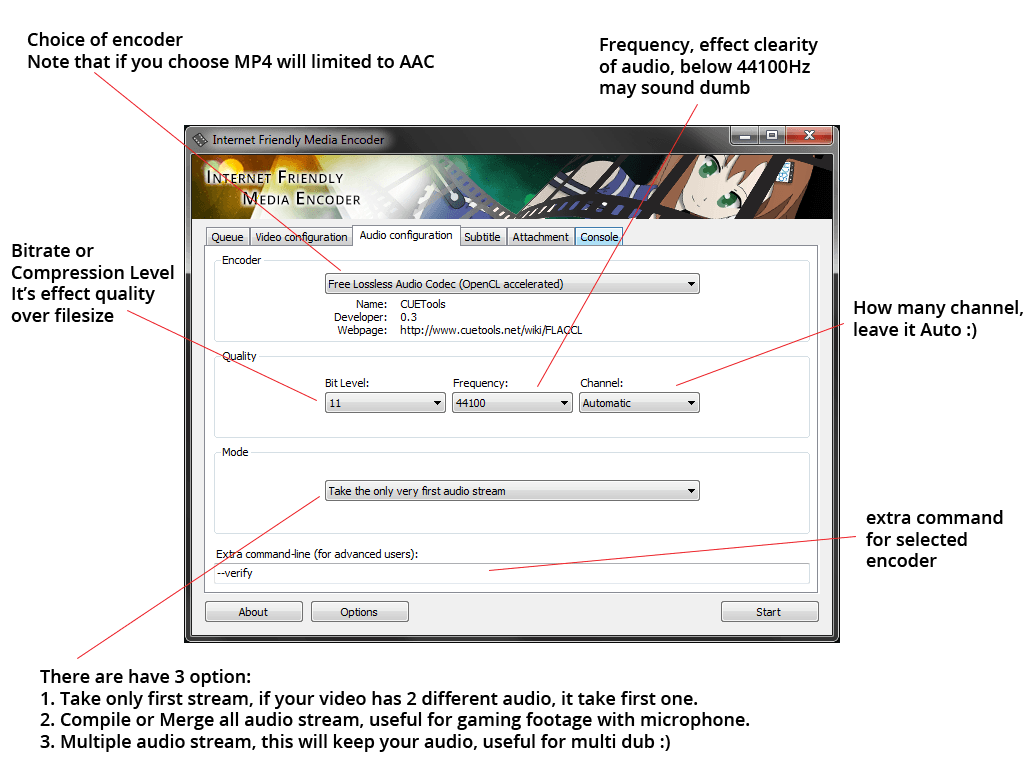 Choice of encoder
Note that if you choose MP4 will limited to AAC
Frequency, effect clearity
of audio, below 44100Hz
may sound dumb
Internet Friendly Media Encoder
INTERNET FRIENDLY
MEDIA ENCODER
Queue Video configuration Audio configuration Subtitle Attachment Console
Bitrate or
Compression Level
It's effect quality
over filesize
Encoder
Free Lossless Audio Codec (OpenCL accelerated)
Name: CUETools
Developer: 0.3
Webpage: http://www.cuetools.net/wiki/FLACCL
How many channel,
leave it Auto :)
Quality
Bit Level: Frequency: Channel:
11 44100 Automatic
Mode
Take the only very first audio stream
extra command
for selected
encoder
Extra command-line (for advanced users):
--verify
About Options Start
There are have 3 option:
1. Take only first stream, if your video has 2 different audio, it take first one.
2. Compile or Merge all audio stream, useful for gaming footage with microphone.
3. Multiple audio stream, this will keep your audio, useful for multi dub :)